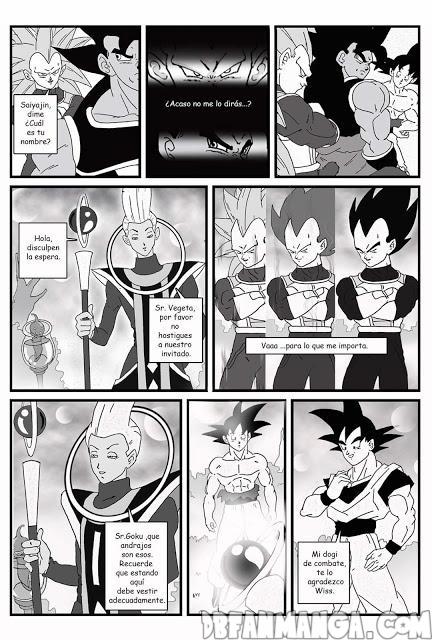 Saiyajin,
dime
¿Cuál
es tu
nombre?
¿Acaso no me lo dirás...?
Hola,
disculpen
la espera.
Sr. Vegeta,
por favor
no
hostigues
a nuestro
invitado.
Vaaa ...para lo que me importa.
Sr.Goku ,que
andrajos
son esos.
Recuerde
que estando
aquí
debe vestir
adecuadamente.
Mi dogi
de combate,
te lo
agradezco
Wiss.
DBFANMANGA.COM